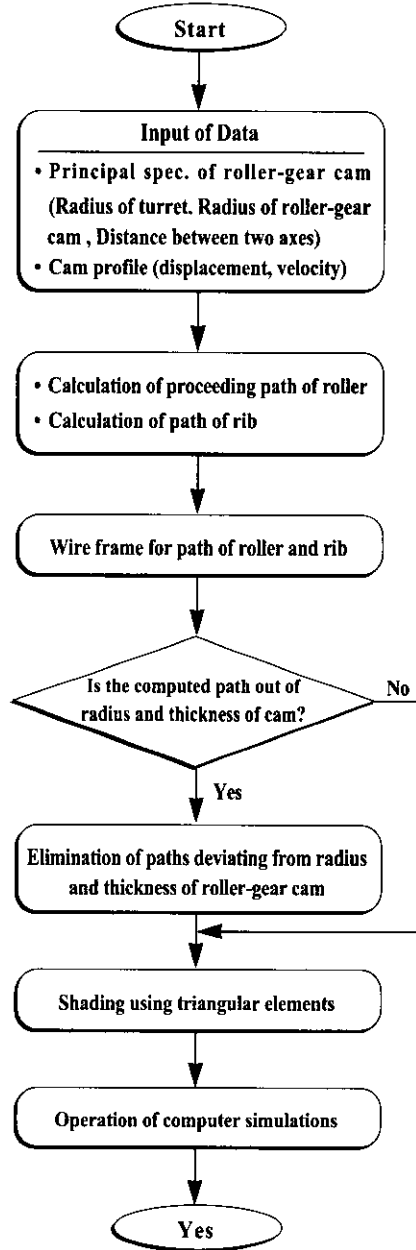 Start
Input of Data
• Principal spec. of roller-gear cam
(Radius of turret. Radius of roller-gear
cam , Distance between two axes)
• Cam profile (displacement, velocity)
• Calculation of proceeding path of roller
• Calculation of path of rib
Wire frame for path of roller and rib
Is the computed path out of
radius and thickness of cam?
No
Yes
Elimination of paths deviating from radius
and thickness of roller-gear cam
Shading using triangular elements
Operation of computer simulations
Yes